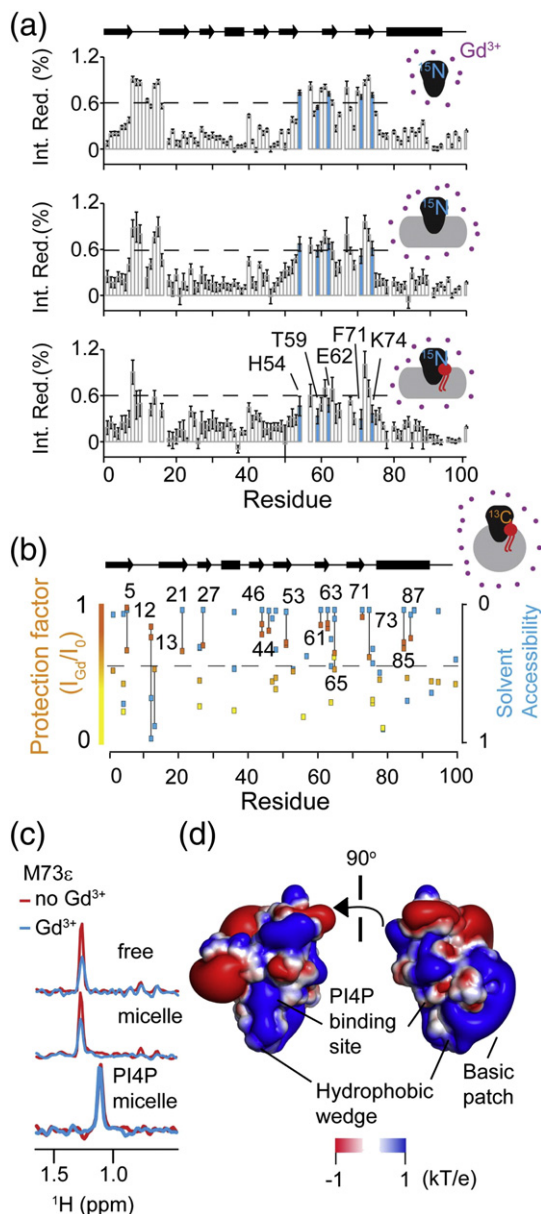 (a)
Gd³⁺
1.2
0.6
0
Int. Red. (%)
¹⁵N
1.2
0.6
0
Int. Red.(%)
¹⁵N
1.2
0.6
0
Int. Red. (%)
H54
T59
E62
F71
K74
¹⁵N
0 20 40 60 80 100
Residue
(b)
¹³C
5 12 13 21 27 44 46 53 61 63 65 71 73 85 87
1
0
Protection factor
(I_Gd/I_0)
0
1
Solvent
Accessibility
0 20 40 60 80 100
Residue
(c)
M73ε
no Gd³⁺
Gd³⁺
free
micelle
PI4P
micelle
1.5 1.0
¹H (ppm)
(d)
90°
PI4P
binding
site
Hydrophobic
wedge
Basic
patch
-1 1 (kT/e)